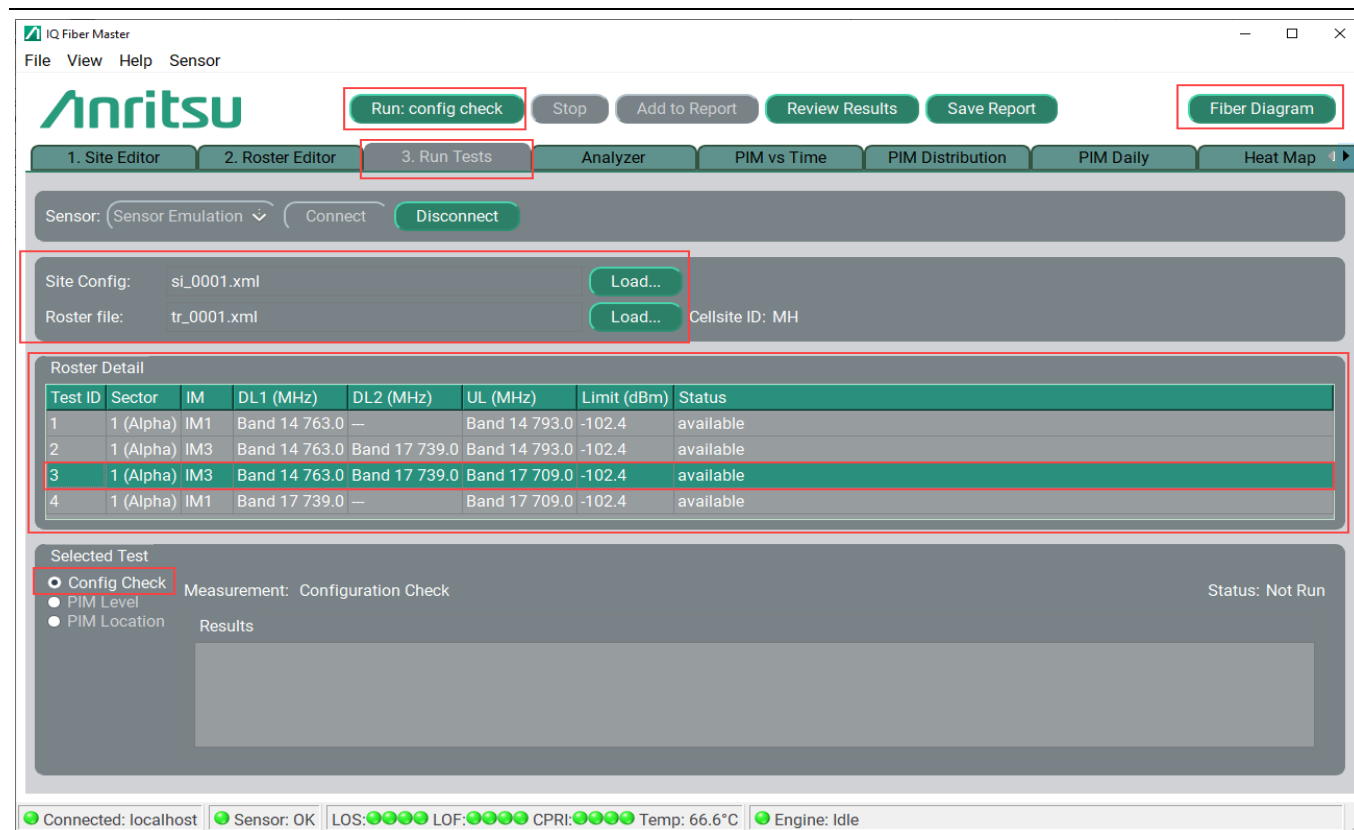 IQ Fiber Master
File View Help Sensor
Anritsu Run: config check Stop Add to Report Review Results Save Report Fiber Diagram
1. Site Editor 2. Roster Editor 3. Run Tests Analyzer PIM vs Time PIM Distribution PIM Daily Heat Map
Sensor: Sensor Emulation Connect Disconnect
Site Config: si_0001.xml Load...
Roster file: tr_0001.xml Load... Cellsite ID: MH
Roster Detail
Test ID Sector IM DL1 (MHz) DL2 (MHz) UL (MHz) Limit (dBm) Status
1 1 (Alpha) IM1 Band 14 763.0 --- Band 14 793.0 -102.4 available
2 1 (Alpha) IM3 Band 14 763.0 Band 17 739.0 Band 14 793.0 -102.4 available
3 1 (Alpha) IM3 Band 14 763.0 Band 17 739.0 Band 17 709.0 -102.4 available
4 1 (Alpha) IM1 Band 17 739.0 --- Band 17 709.0 -102.4 available
Selected Test
Config Check Measurement: Configuration Check Status: Not Run
PIM Level
PIM Location Results
Connected: localhost Sensor: OK LOS: LOF: CPRI: Temp: 66.6°C Engine: Idle